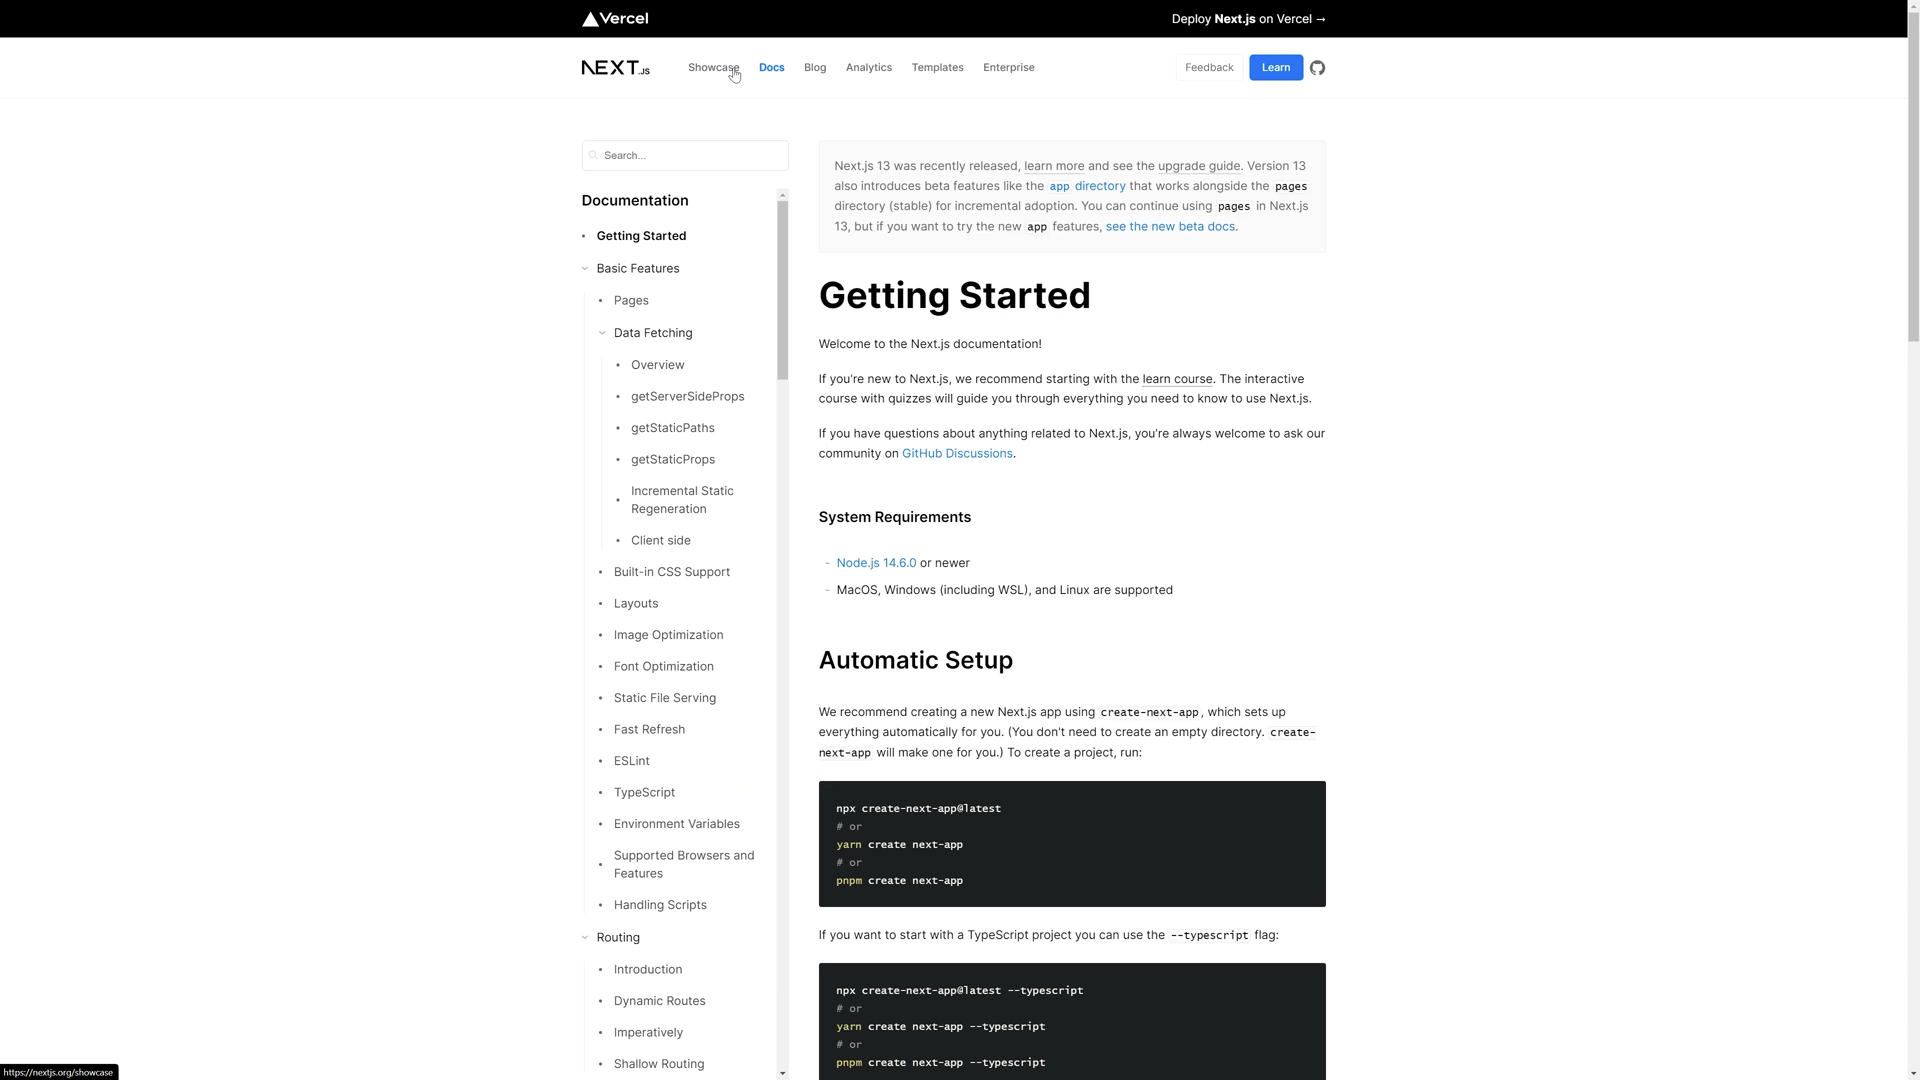 Vercel
Deploy Next.js on Vercel →
NEXT.JS
Showcase
Docs
Blog
Analytics
Templates
Enterprise
Feedback
Learn
Search...
Documentation
Getting Started
Basic Features
Pages
Data Fetching
Overview
getServerSideProps
getStaticPaths
getStaticProps
Incremental Static
Regeneration
Client side
Built-in CSS Support
Layouts
Image Optimization
Font Optimization
Static File Serving
Fast Refresh
ESLint
TypeScript
Environment Variables
Supported Browsers and
Features
Handling Scripts
Routing
Introduction
Dynamic Routes
Imperatively
Shallow Routing
Next.js 13 was recently released, learn more and see the upgrade guide. Version 13
also introduces beta features like the app directory that works alongside the pages
directory (stable) for incremental adoption. You can continue using pages in Next.js
13, but if you want to try the new app features, see the new beta docs.
Getting Started
Welcome to the Next.js documentation!
If you're new to Next.js, we recommend starting with the learn course. The interactive
course with quizzes will guide you through everything you need to know to use Next.js.
If you have questions about anything related to Next.js, you're always welcome to ask our
community on GitHub Discussions.
System Requirements
- Node.js 14.6.0 or newer
- MacOS, Windows (including WSL), and Linux are supported
Automatic Setup
We recommend creating a new Next.js app using create-next-app, which sets up
everything automatically for you. (You don't need to create an empty directory. create-
next-app will make one for you.) To create a project, run:
npx create-next-app@latest
# or
yarn create next-app
# or
pnpm create next-app
If you want to start with a TypeScript project you can use the --typescript flag:
npx create-next-app@latest --typescript
# or
yarn create next-app --typescript
# or
pnpm create next-app --typescript
https://nextjs.org/showcase